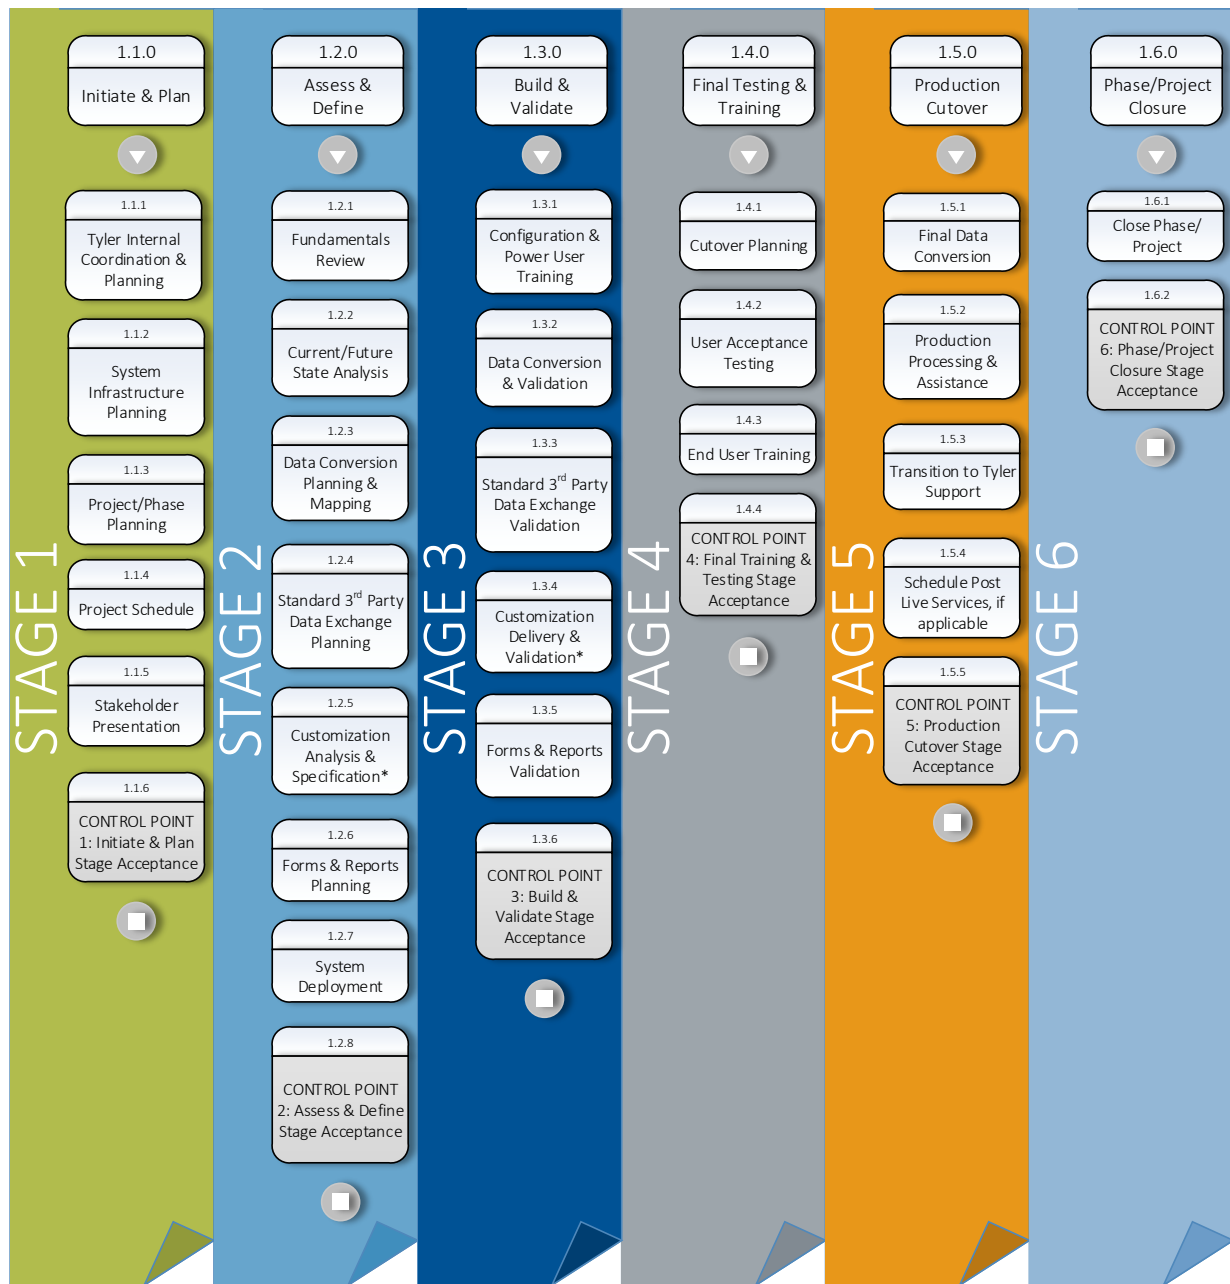 STAGE 1
1.1.0
Initiate & Plan
1.1.1
Tyler Internal
Coordination &
Planning
1.1.2
System
Infrastructure
Planning
1.1.3
Project/Phase
Planning
1.1.4
Project Schedule
1.1.5
Stakeholder
Presentation
1.1.6
CONTROL POINT
1: Initiate & Plan
Stage Acceptance
STAGE 2
1.2.0
Assess &
Define
1.2.1
Fundamentals
Review
1.2.2
Current/Future
State Analysis
1.2.3
Data Conversion
Planning &
Mapping
1.2.4
Standard 3rd Party
Data Exchange
Planning
1.2.5
Customization
Analysis &
Specification*
1.2.6
Forms & Reports
Planning
1.2.7
System
Deployment
1.2.8
CONTROL POINT
2: Assess & Define
Stage Acceptance
STAGE 3
1.3.0
Build &
Validate
1.3.1
Configuration &
Power User
Training
1.3.2
Data Conversion
& Validation
1.3.3
Standard 3rd Party
Data Exchange
Validation
1.3.4
Customization
Delivery &
Validation*
1.3.5
Forms & Reports
Validation
1.3.6
CONTROL POINT
3: Build &
Validate Stage
Acceptance
STAGE 4
1.4.0
Final Testing &
Training
1.4.1
Cutover Planning
1.4.2
User Acceptance
Testing
1.4.3
End User Training
1.4.4
CONTROL POINT
4: Final Training &
Testing Stage
Acceptance
STAGE 5
1.5.0
Production
Cutover
1.5.1
Final Data
Conversion
1.5.2
Production
Processing &
Assistance
1.5.3
Transition to Tyler
Support
1.5.4
Schedule Post
Live Services, if
applicable
1.5.5
CONTROL POINT
5: Production
Cutover Stage
Acceptance
STAGE 6
1.6.0
Phase/Project
Closure
1.6.1
Close Phase/
Project
1.6.2
CONTROL POINT
6: Phase/Project
Closure Stage
Acceptance